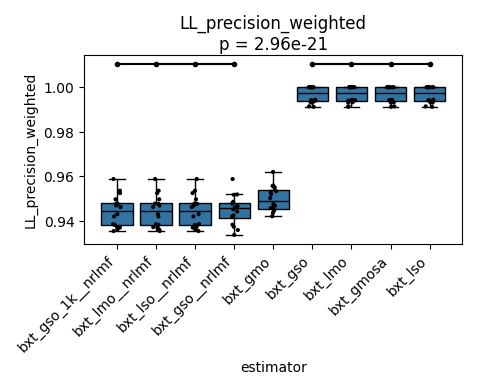 LL_precision_weighted
p = 2.96e-21
LL_precision_weighted
1.00
0.98
0.96
0.94
bxt_gso_1k__nrlmf
bxt_lmo__nrlmf
bxt_lso__nrlmf
bxt_gso__nrlmf
bxt_gmo
bxt_gso
bxt_lmo
bxt_gmosa
bxt_lso
estimator